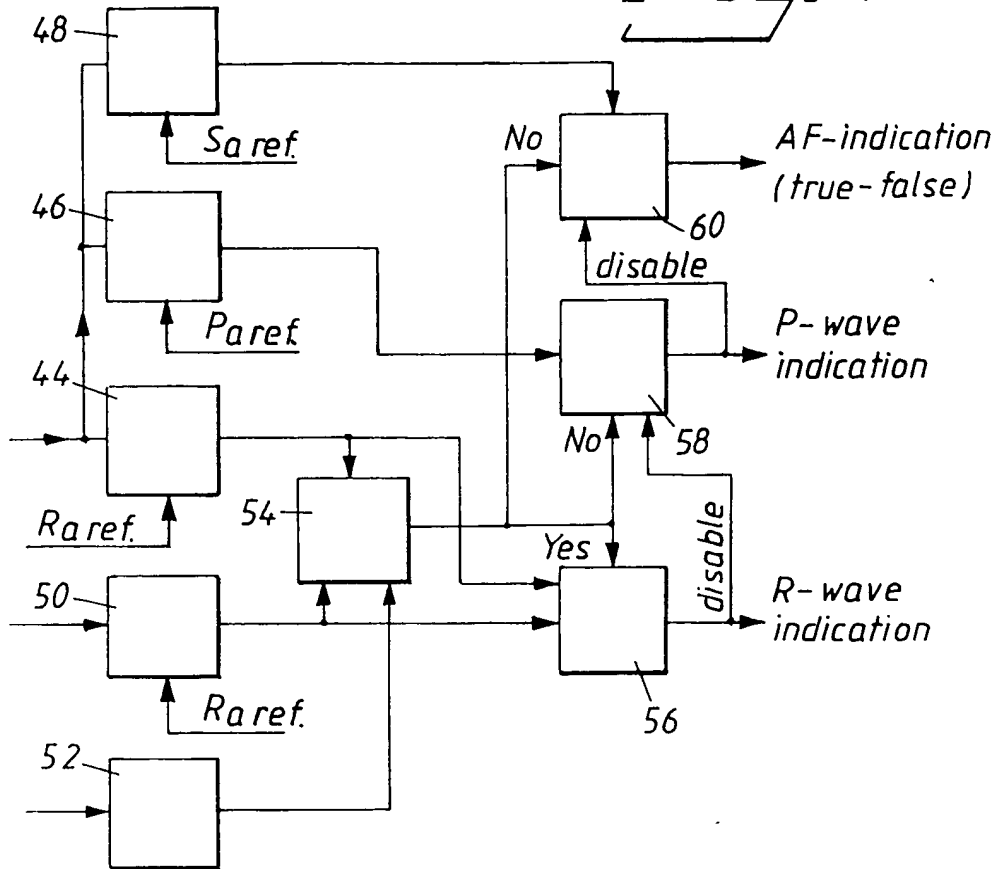 48
Sa ref.
No
AF-indication
(true-false)
46
60
disable
Pa ref.
P-wave
indication
44
58
No
54
Ra ref.
Yes
disable
50
R-wave
indication
Ra ref.
56
52